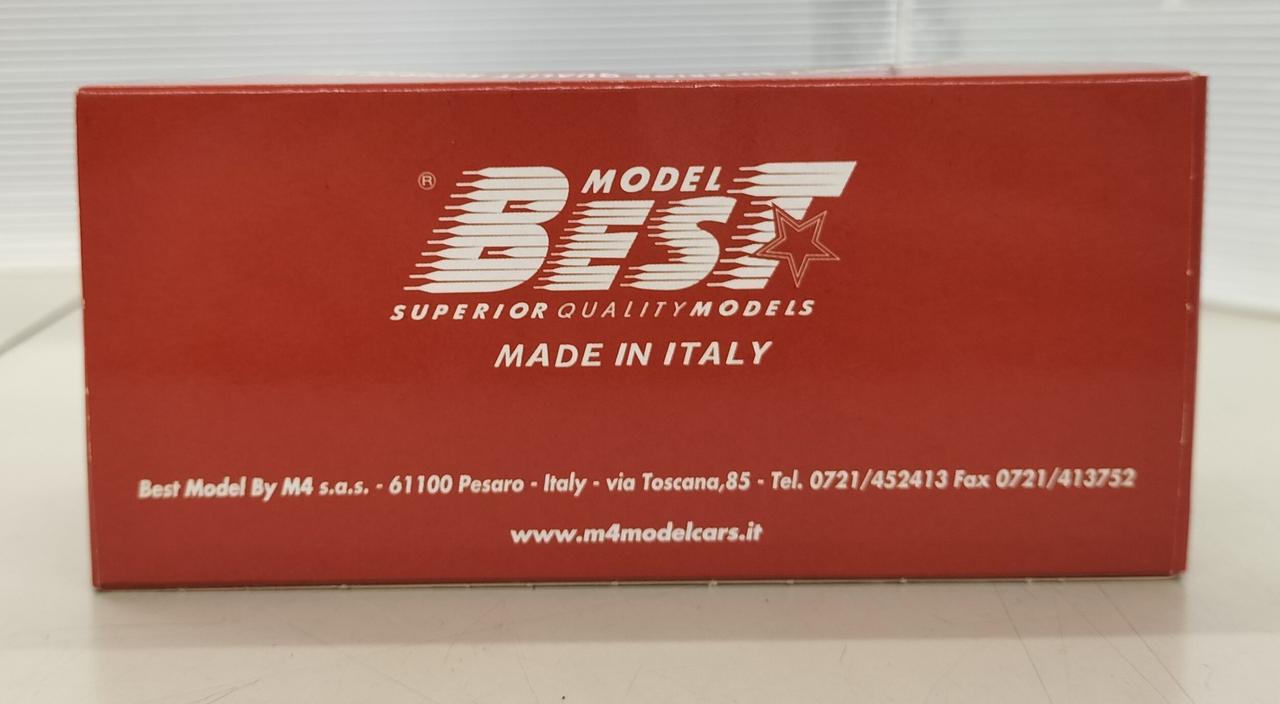 ® MODEL
BEST
SUPERIOR QUALITY MODELS
MADE IN ITALY
Best Model By M4 s.a.s. - 61100 Pesaro - Italy - via Toscana,85 - Tel. 0721/452413 Fax 0721/413752
www.m4modelcars.it